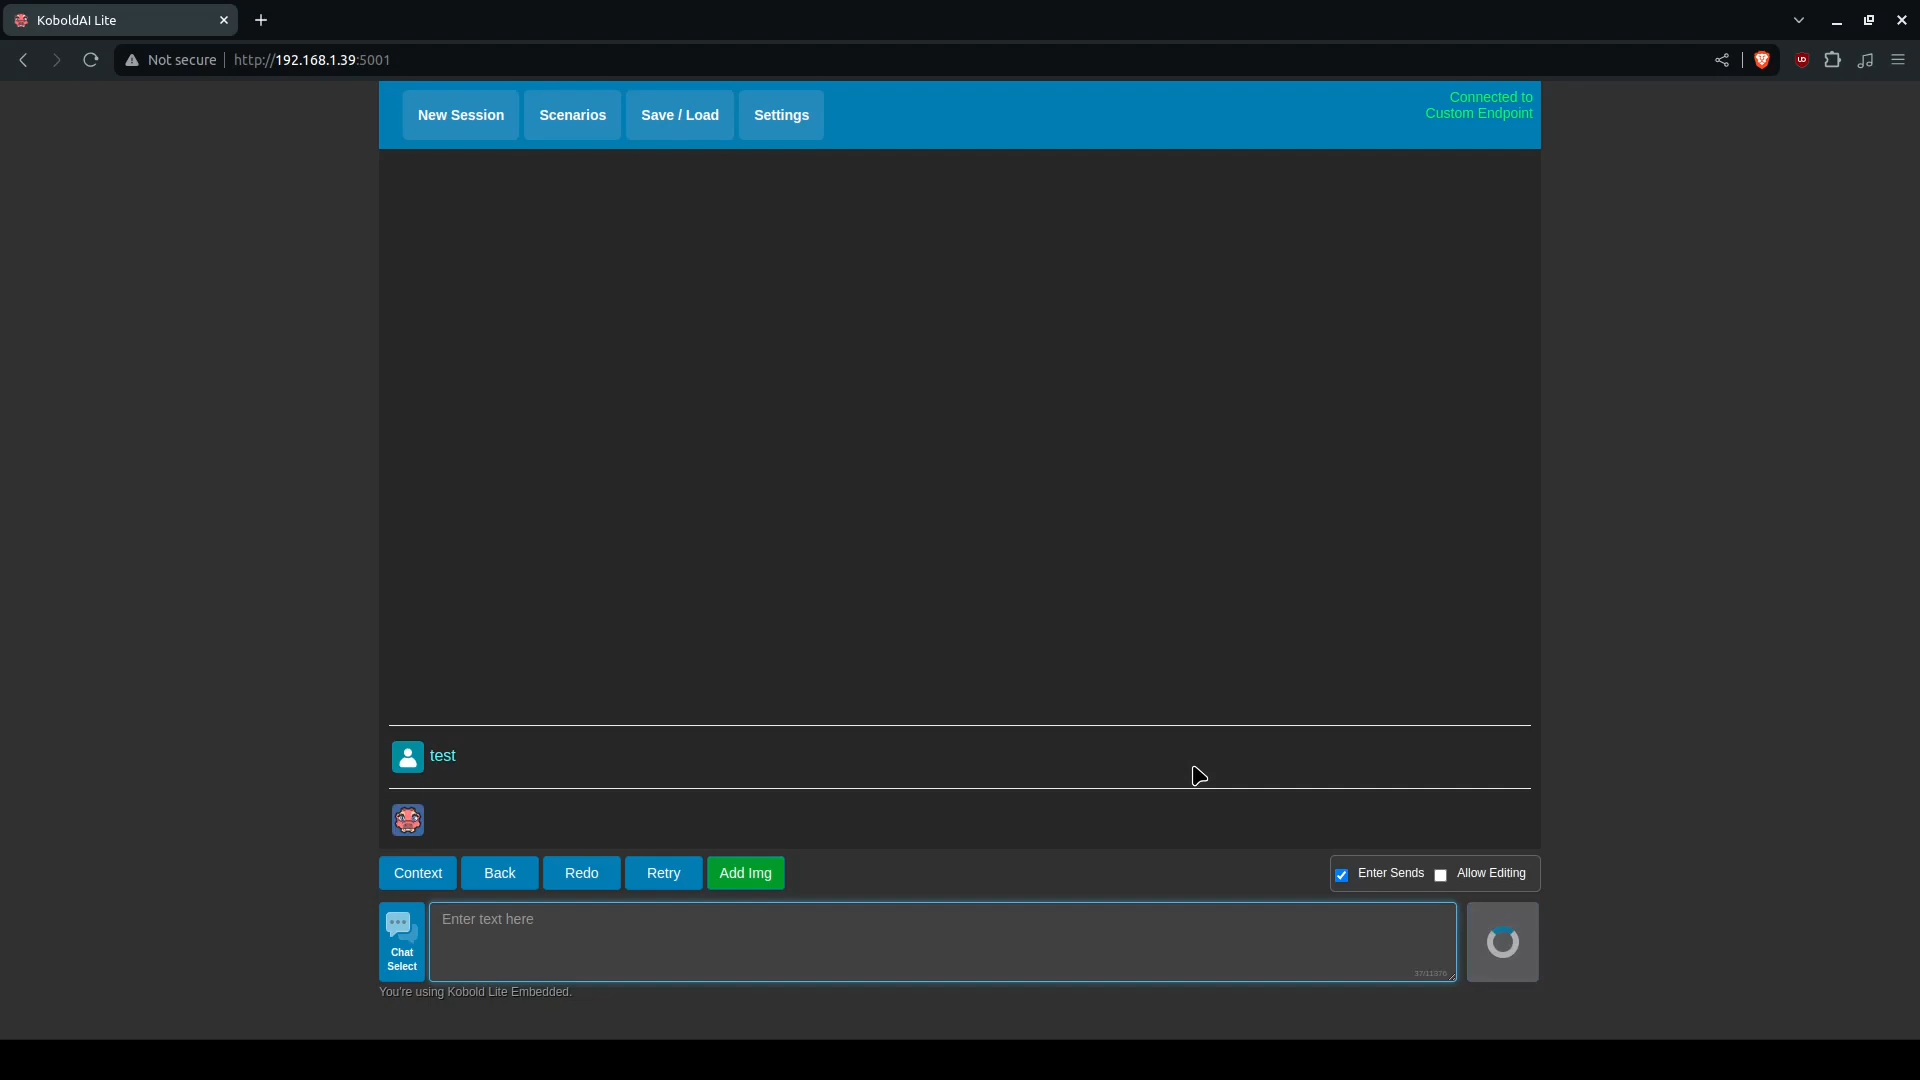 KoboldAI Lite
Not secure
http://192.168.1.39:5001
New Session
Scenarios
Save / Load
Settings
Connected to
Custom Endpoint
test
Context
Back
Redo
Retry
Add Img
Enter Sends
Allow Editing
Chat
Select
Enter text here
37/11376
You're using Kobold Lite Embedded.